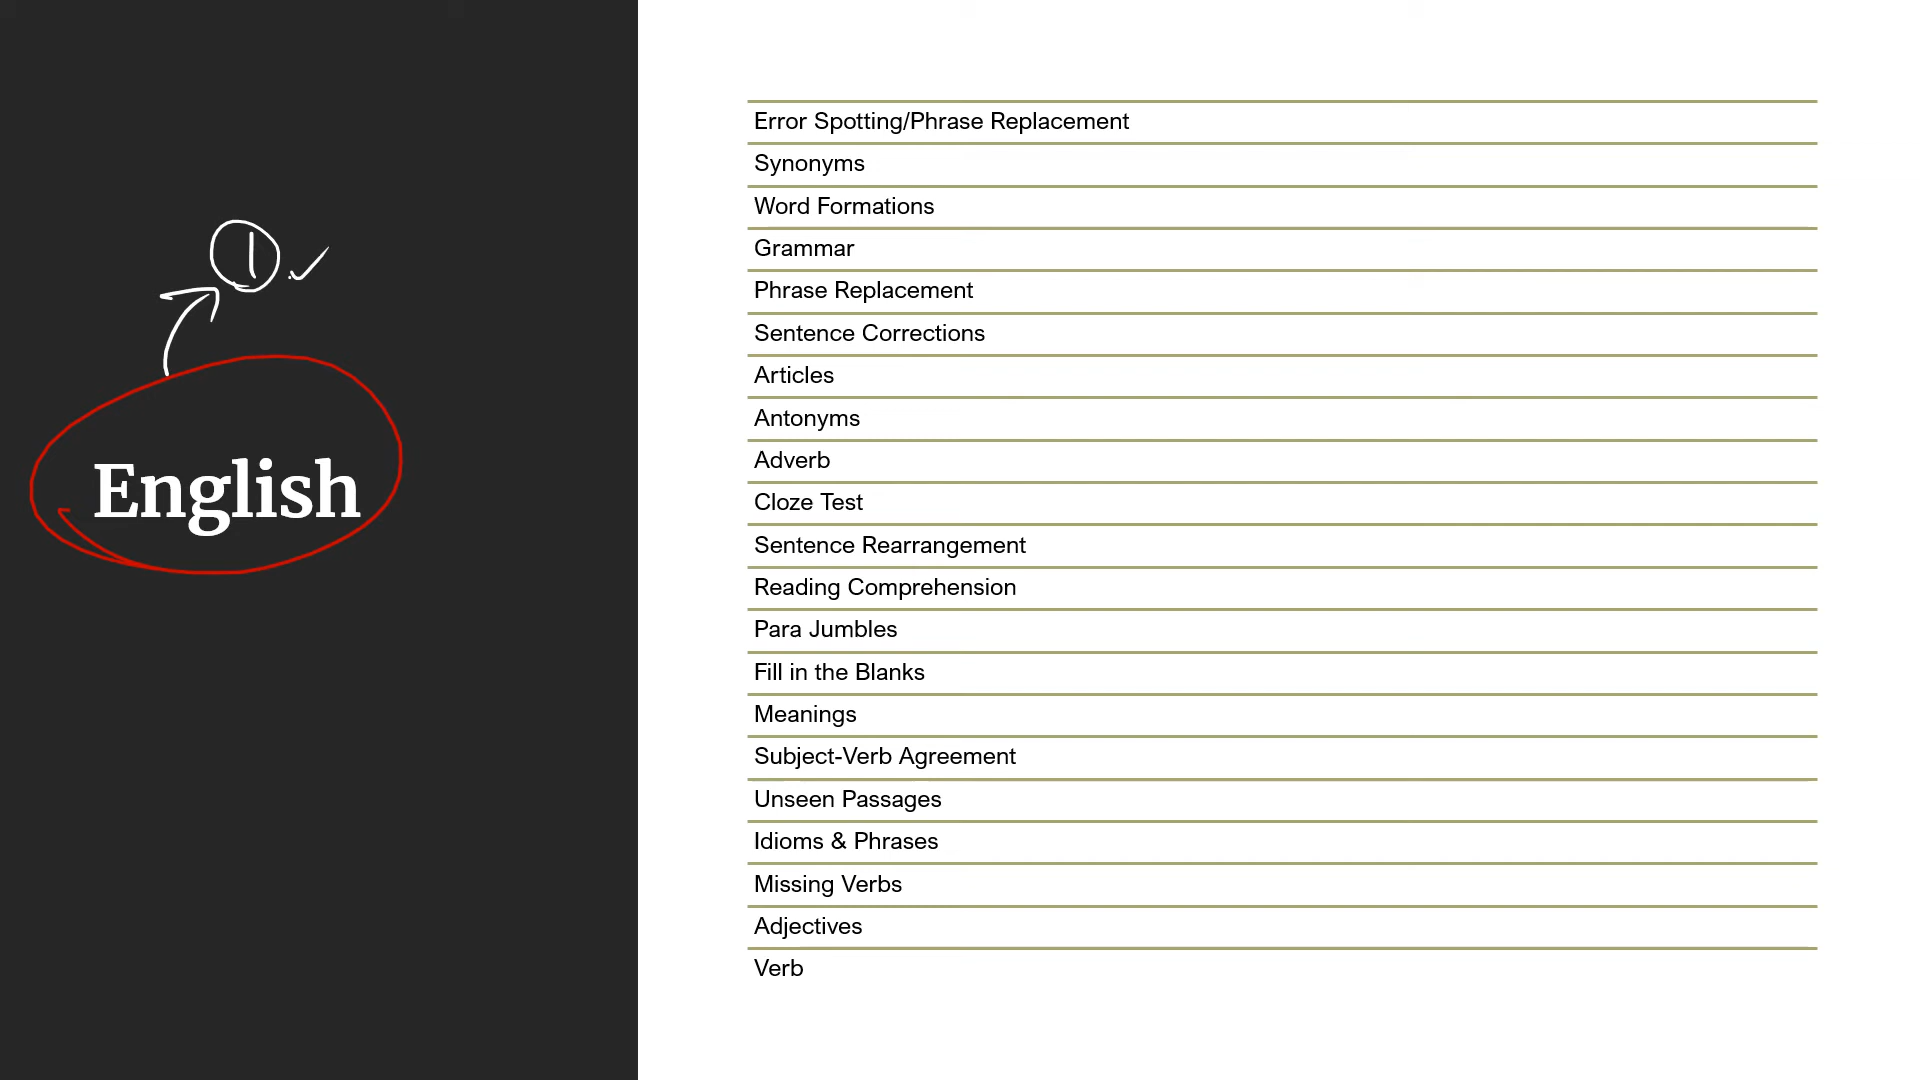 1
English
Error Spotting/Phrase Replacement
Synonyms
Word Formations
Grammar
Phrase Replacement
Sentence Corrections
Articles
Antonyms
Adverb
Cloze Test
Sentence Rearrangement
Reading Comprehension
Para Jumbles
Fill in the Blanks
Meanings
Subject-Verb Agreement
Unseen Passages
Idioms & Phrases
Missing Verbs
Adjectives
Verb